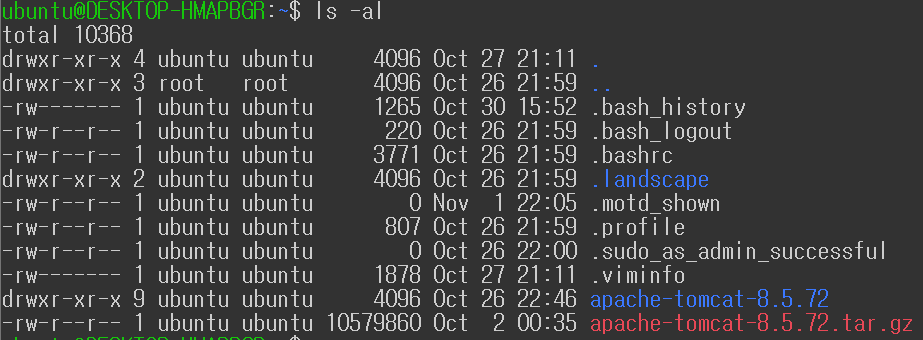 ubuntu@DESKTOP-HMAPBGR:~$ ls -al
total 10368
drwxr-xr-x 4 ubuntu ubuntu     4096 Oct 27 21:11 .
drwxr-xr-x 3 root   root       4096 Oct 26 21:59 ..
-rw------- 1 ubuntu ubuntu     1265 Oct 30 15:52 .bash_history
-rw-r--r-- 1 ubuntu ubuntu      220 Oct 26 21:59 .bash_logout
-rw-r--r-- 1 ubuntu ubuntu     3771 Oct 26 21:59 .bashrc
drwxr-xr-x 2 ubuntu ubuntu     4096 Oct 26 21:59 .landscape
-rw-r--r-- 1 ubuntu ubuntu        0 Nov  1 22:05 .motd_shown
-rw-r--r-- 1 ubuntu ubuntu      807 Oct 26 21:59 .profile
-rw-r--r-- 1 ubuntu ubuntu        0 Oct 26 22:00 .sudo_as_admin_successful
-rw------- 1 ubuntu ubuntu     1878 Oct 27 21:11 .viminfo
drwxr-xr-x 9 ubuntu ubuntu     4096 Oct 26 22:46 apache-tomcat-8.5.72
-rw-r--r-- 1 ubuntu ubuntu 10579860 Oct  2 00:35 apache-tomcat-8.5.72.tar.gz
ubuntu@DESKTOP-HMAPBGR:~$